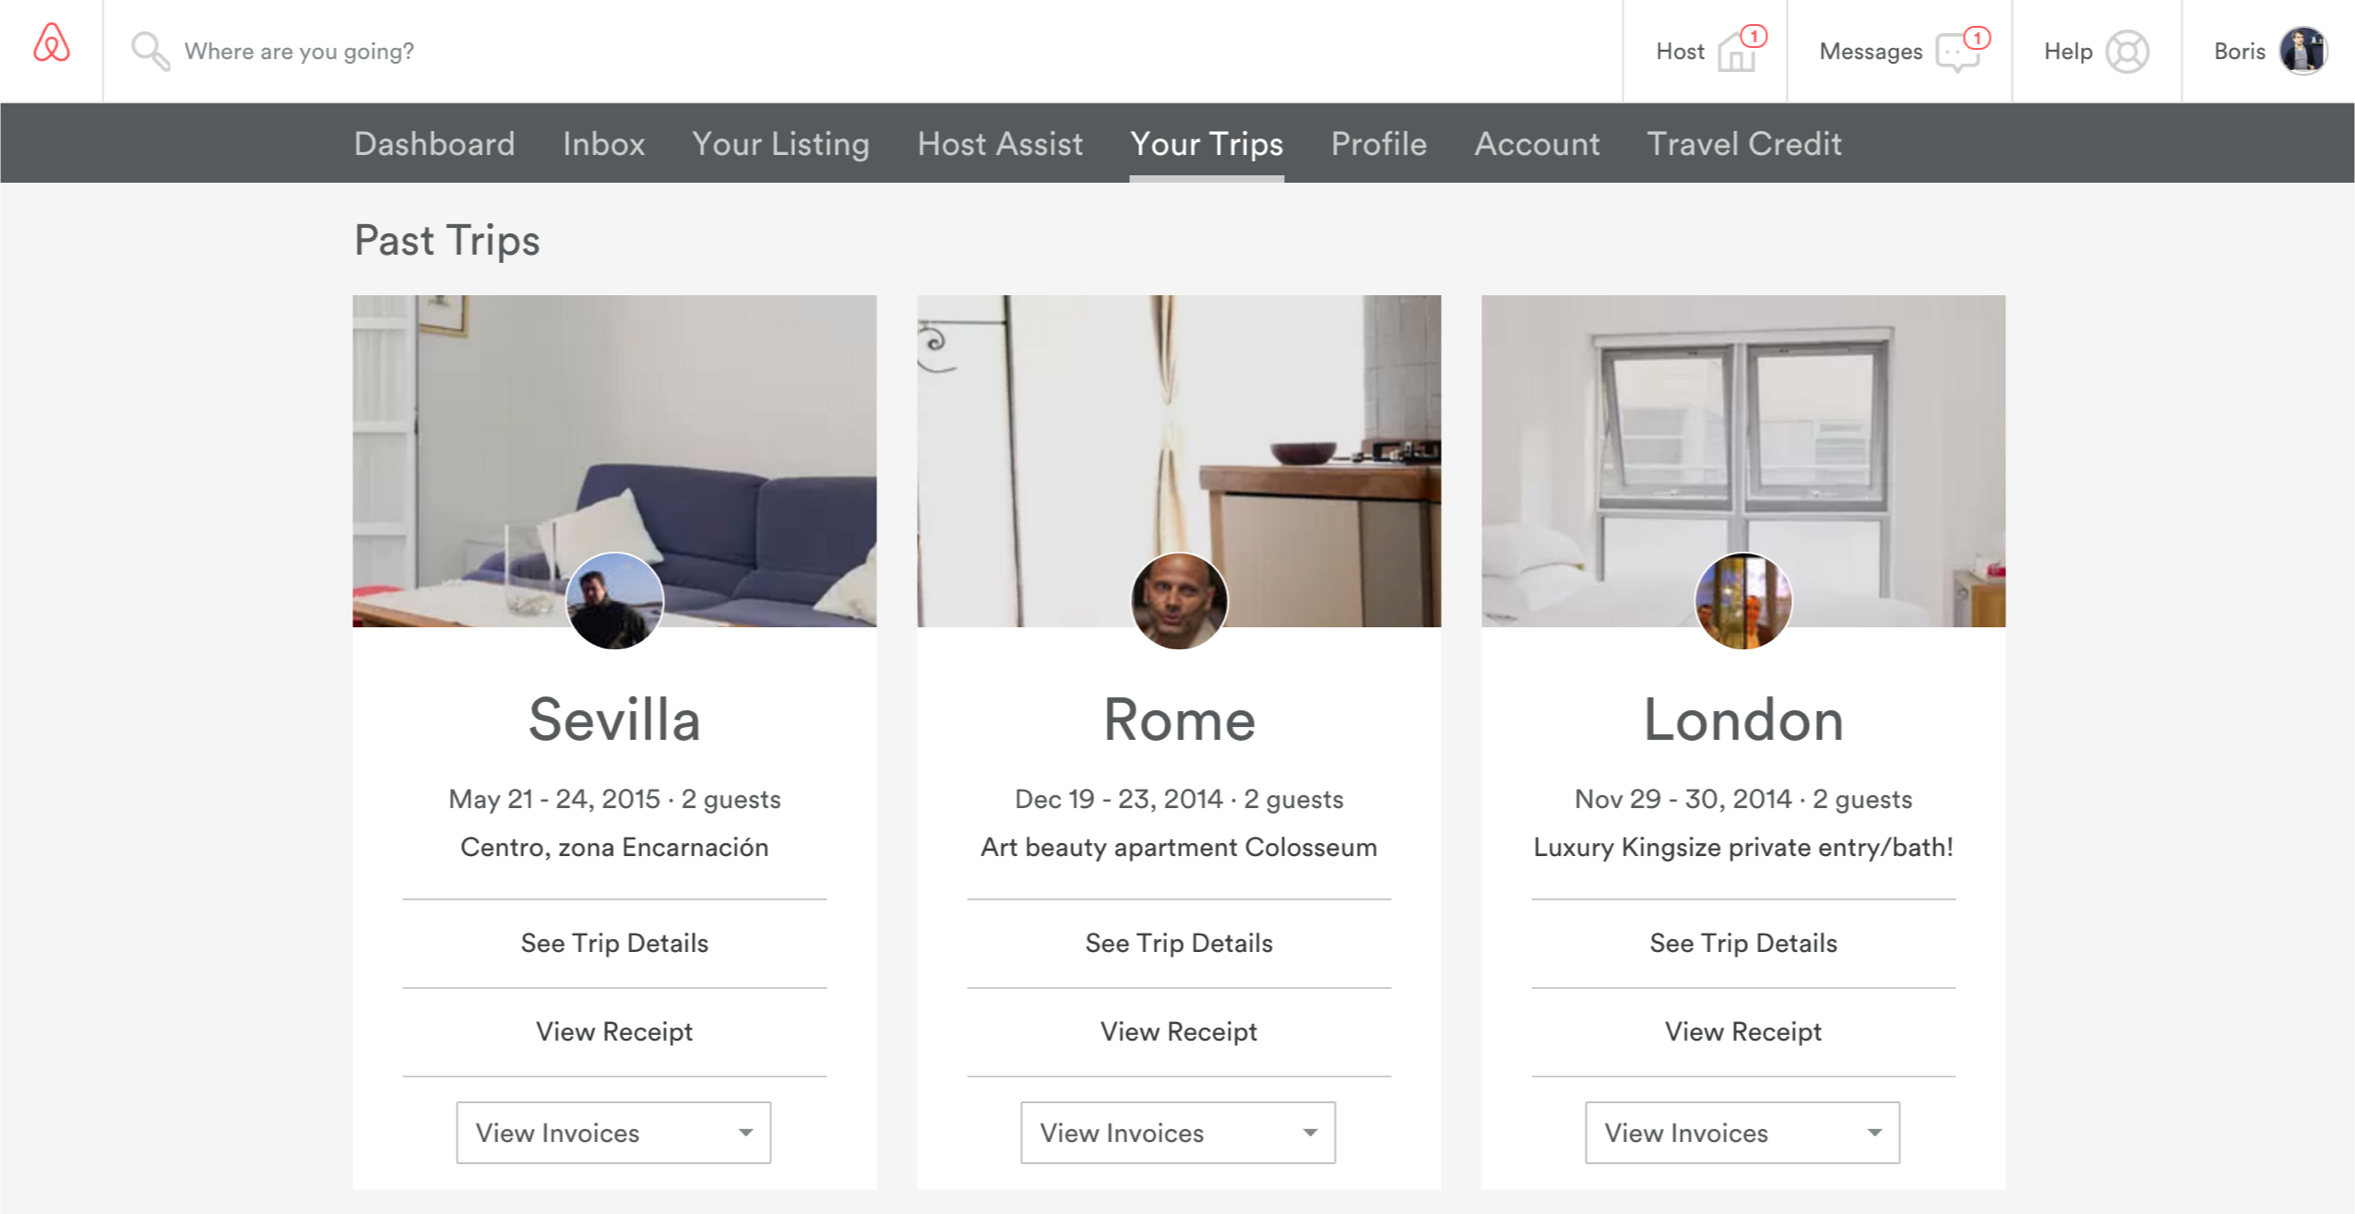 Where are you going?
Host 1
Messages 1
Help
Boris
Dashboard Inbox Your Listing Host Assist Your Trips Profile Account Travel Credit
Past Trips
Sevilla
May 21 - 24, 2015 · 2 guests
Centro, zona Encarnación
See Trip Details
View Receipt
View Invoices
Rome
Dec 19 - 23, 2014 · 2 guests
Art beauty apartment Colosseum
See Trip Details
View Receipt
View Invoices
London
Nov 29 - 30, 2014 · 2 guests
Luxury Kingsize private entry/bath!
See Trip Details
View Receipt
View Invoices